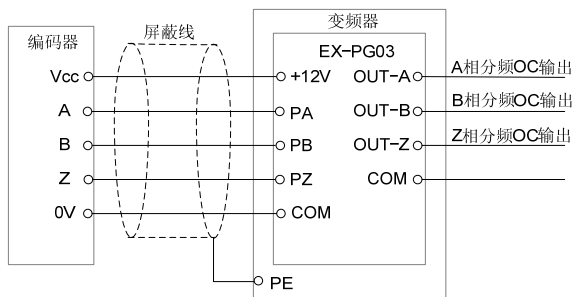 变频器
屏蔽线
编码器
EX-PG03
Vcc
+12V
OUT-A
A相分频OC输出
A
PA
OUT-B
B相分频OC输出
B
PB
OUT-Z
Z相分频OC输出
Z
PZ
COM
0V
COM
PE